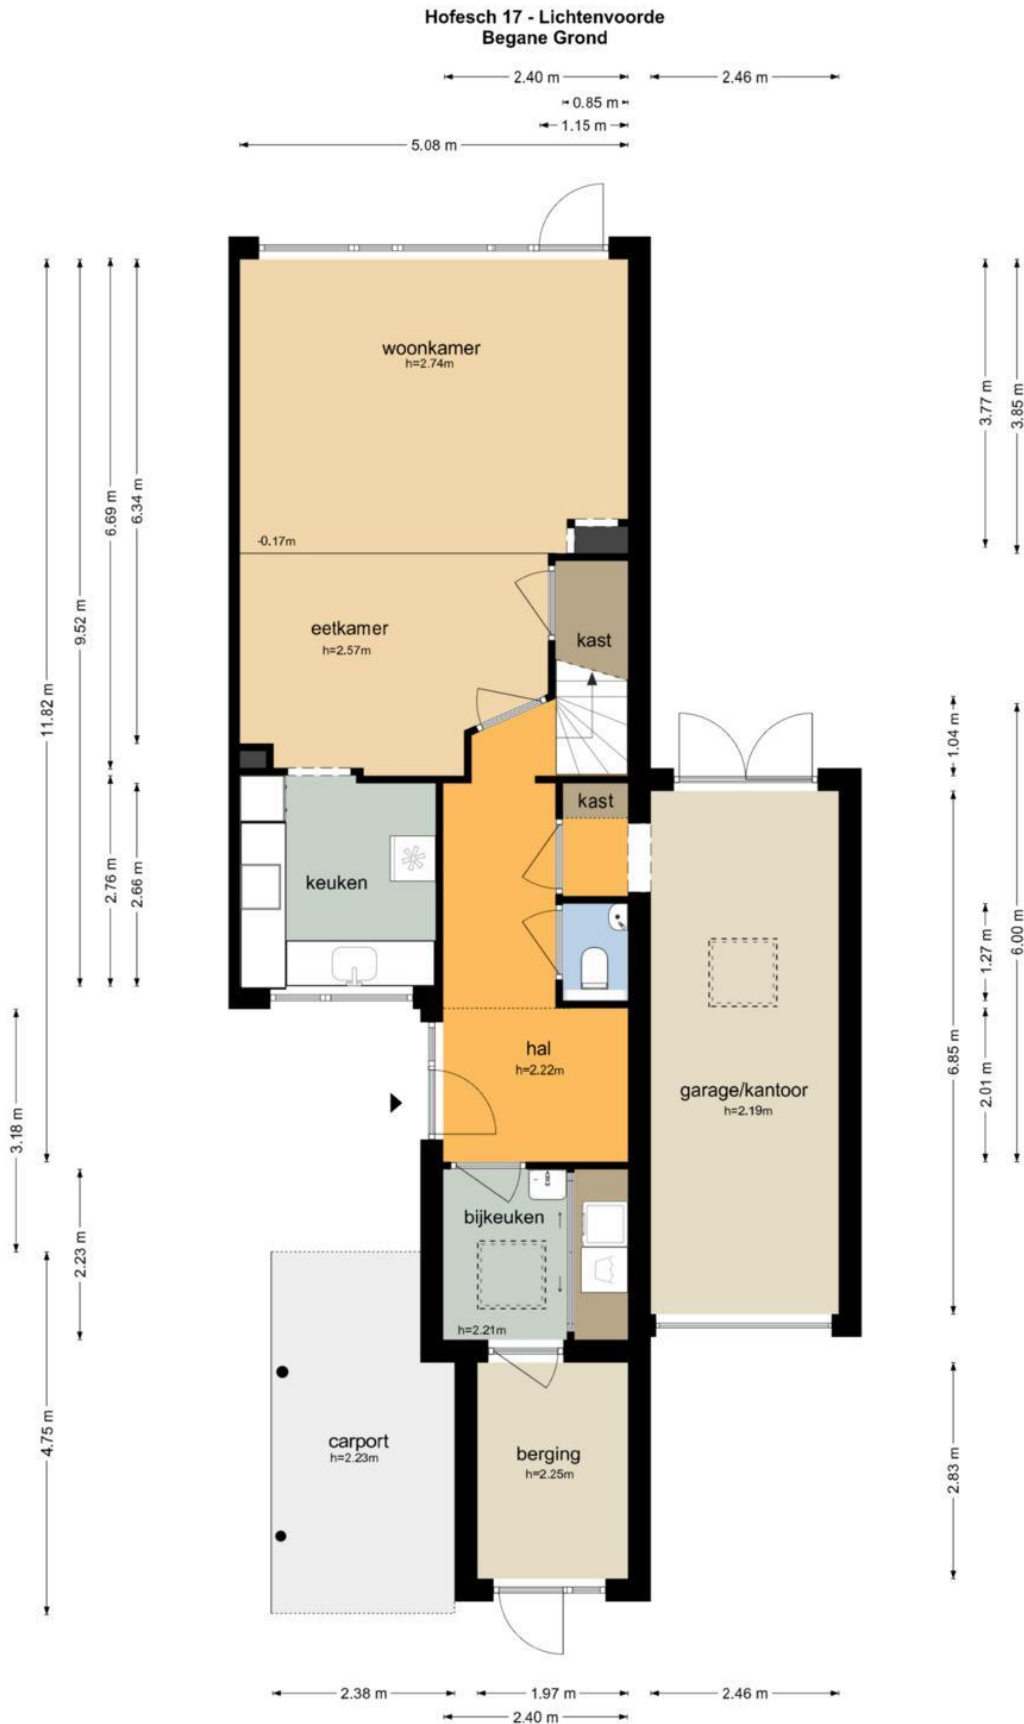 Hofesch 17 - Lichtenvoorde
Begane Grond
2.40 m
2.46 m
0.85 m
1.15 m
5.08 m
woonkamer
h=2.74m
3.77 m
3.85 m
6.34 m
6.69 m
9.52 m
11.82 m
-0.17m
eetkamer
h=2.57m
kast
1.04 m
kast
keuken
2.76 m
2.66 m
1.27 m
6.00 m
hal
h=2.22m
6.85 m
2.01 m
garage/kantoor
h=2.19m
3.18 m
2.23 m
bijkeuken
h=2.21m
4.75 m
carport
h=2.23m
berging
h=2.25m
2.83 m
2.38 m
1.97 m
2.46 m
2.40 m